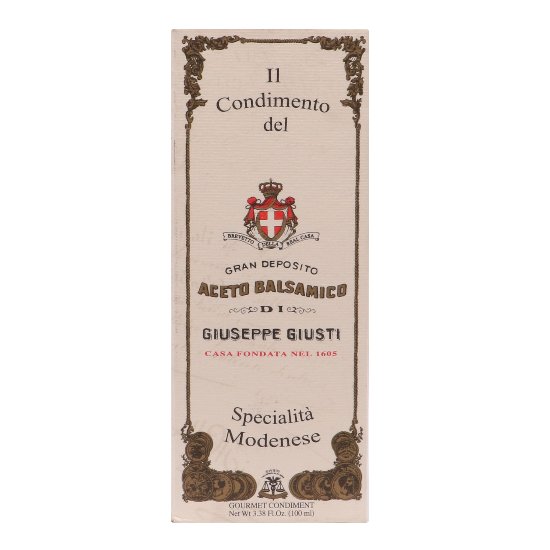 Il
Condimento
del
BREVETTO DELLA REAL CASA
GRAN DEPOSITO
ACETO BALSAMICO
DI
GIUSEPPE GIUSTI
CASA FONDATA NEL 1605
Specialità
Modenese
GOURMET CONDIMENT
Net Wt 3.38 Fl.Oz. (100 ml)